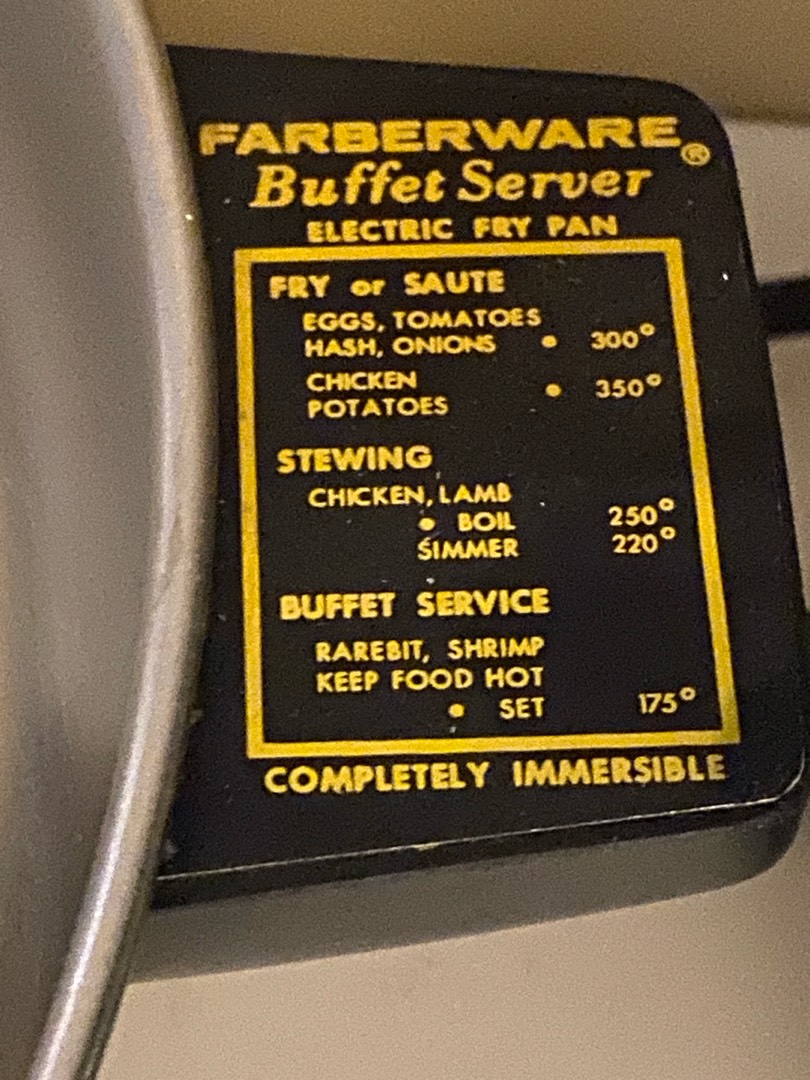 FARBERWARE®
Buffet Server
ELECTRIC FRY PAN
FRY or SAUTE
EGGS, TOMATOES
HASH, ONIONS • 300°
CHICKEN • 350°
POTATOES
STEWING
CHICKEN, LAMB
• BOIL 250°
SIMMER 220°
BUFFET SERVICE
RAREBIT, SHRIMP
KEEP FOOD HOT
• SET 175°
COMPLETELY IMMERSIBLE